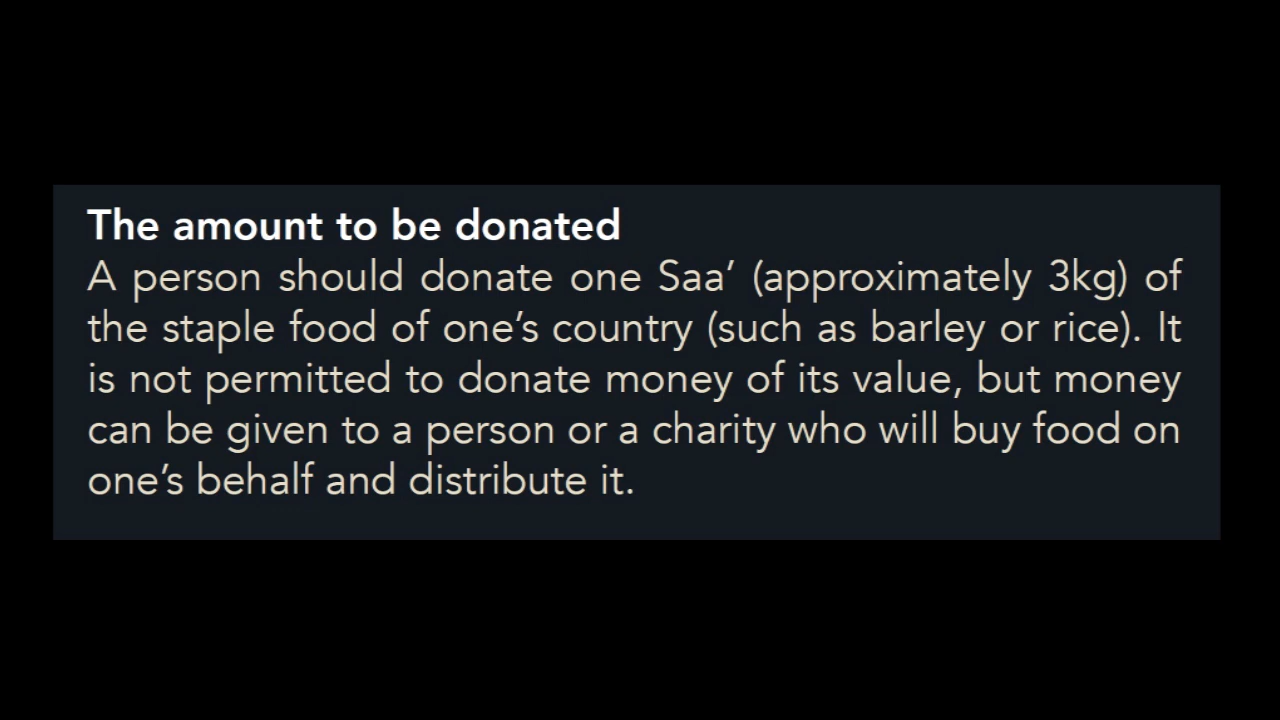 The amount to be donated
A person should donate one Saa’ (approximately 3kg) of
the staple food of one’s country (such as barley or rice). It
is not permitted to donate money of its value, but money
can be given to a person or a charity who will buy food on
one’s behalf and distribute it.